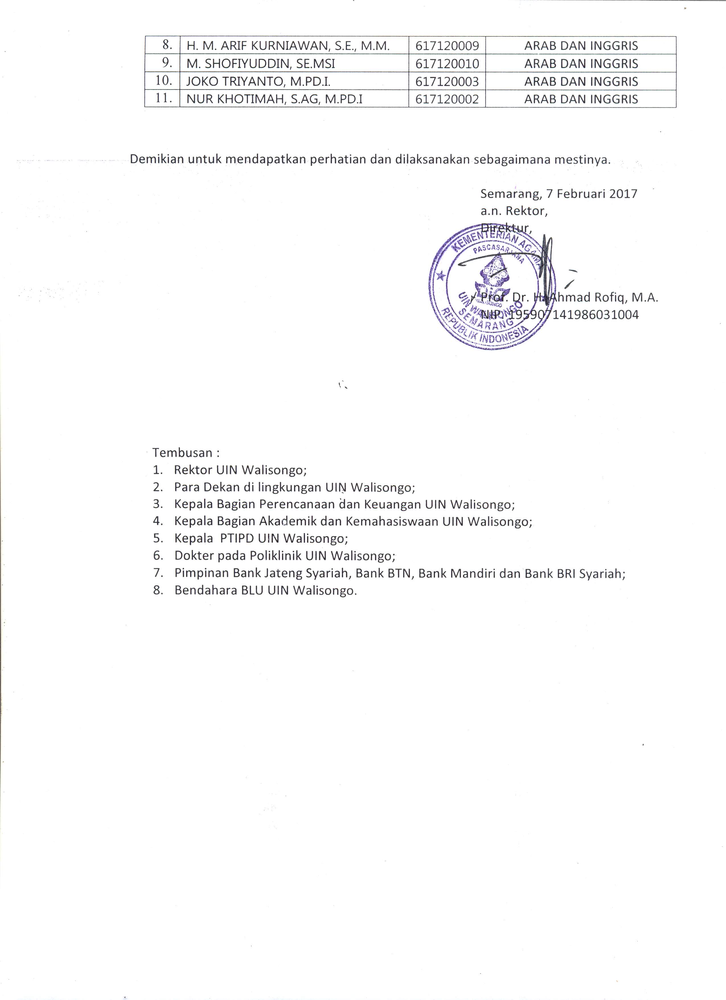 8. H. M. ARIF KURNIAWAN, S.E., M.M. 617120009 ARAB DAN INGGRIS
9. M. SHOFIYUDDIN, SE.MSI 617120010 ARAB DAN INGGRIS
10. JOKO TRIYANTO, M.PD.I. 617120003 ARAB DAN INGGRIS
11. NUR KHOTIMAH, S.AG, M.PD.I 617120002 ARAB DAN INGGRIS
Demikian untuk mendapatkan perhatian dan dilaksanakan sebagaimana mestinya.
Semarang, 7 Februari 2017
a.n. Rektor,
Direktur,
KEMENTERIAN AGAMA
PASCASARJANA
WALISONGO
UIN WALISONGO
SEMARANG
REPUBLIK INDONESIA
Prof. Dr. H. Ahmad Rofiq, M.A.
NIP. 195907141986031004
Tembusan :
1. Rektor UIN Walisongo;
2. Para Dekan di lingkungan UIN Walisongo;
3. Kepala Bagian Perencanaan dan Keuangan UIN Walisongo;
4. Kepala Bagian Akademik dan Kemahasiswaan UIN Walisongo;
5. Kepala PTIPD UIN Walisongo;
6. Dokter pada Poliklinik UIN Walisongo;
7. Pimpinan Bank Jateng Syariah, Bank BTN, Bank Mandiri dan Bank BRI Syariah;
8. Bendahara BLU UIN Walisongo.